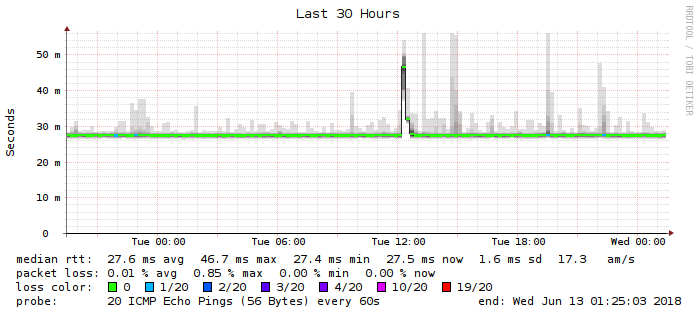 Last 30 Hours
RRDTOOL / TOBI OETIKER
Seconds
50 m
40 m
30 m
20 m
10 m
0
Tue 00:00 Tue 06:00 Tue 12:00 Tue 18:00 Wed 00:00
median rtt: 27.6 ms avg 46.7 ms max 27.4 ms min 27.5 ms now 1.6 ms sd 17.3 am/s
packet loss: 0.01 % avg 0.85 % max 0.00 % min 0.00 % now
loss color: 0 1/20 2/20 3/20 4/20 10/20 19/20
probe: 20 ICMP Echo Pings (56 Bytes) every 60s end: Wed Jun 13 01:25:03 2018